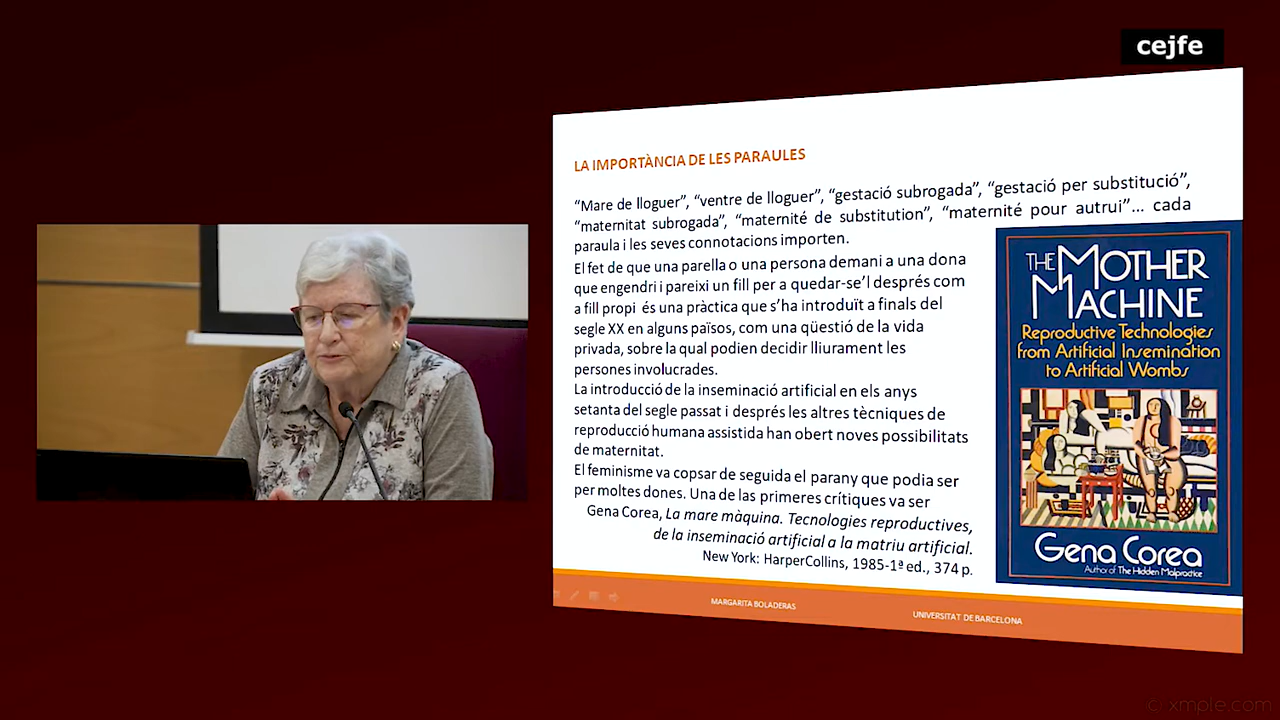 cejfe
LA IMPORTÀNCIA DE LES PARAULES
“Mare de lloguer”, “ventre de lloguer”, “gestació subrogada”, “gestació per substitució”,
“maternitat subrogada”, “maternité de substitution”, “maternité pour autrui”... cada
paraula i les seves connotacions importen.
El fet de que una parella o una persona demani a una dona
que engendri i pareixi un fill per a quedar-se’l després com
a fill propi és una pràctica que s’ha introduït a finals del
segle XX en alguns països, com una qüestió de la vida
privada, sobre la qual podien decidir lliurament les
persones involucrades.
La introducció de la inseminació artificial en els anys
setanta del segle passat i després les altres tècniques de
reproducció humana assistida han obert noves possibilitats
de maternitat.
El feminisme va copsar de seguida el parany que podia ser
per moltes dones. Una de las primeres crítiques va ser
Gena Corea, La mare màquina. Tecnologies reproductives,
de la inseminació artificial a la matriu artificial.
New York: HarperCollins, 1985-1ª ed., 374 p.
THE MOTHER
MACHINE
Reproductive Technologies
from Artificial Insemination
to Artificial Wombs
Gena Corea
Author of The Hidden Malpractice
MARGARITA BOLADERAS
UNIVERSITAT DE BARCELONA
© xmple.com